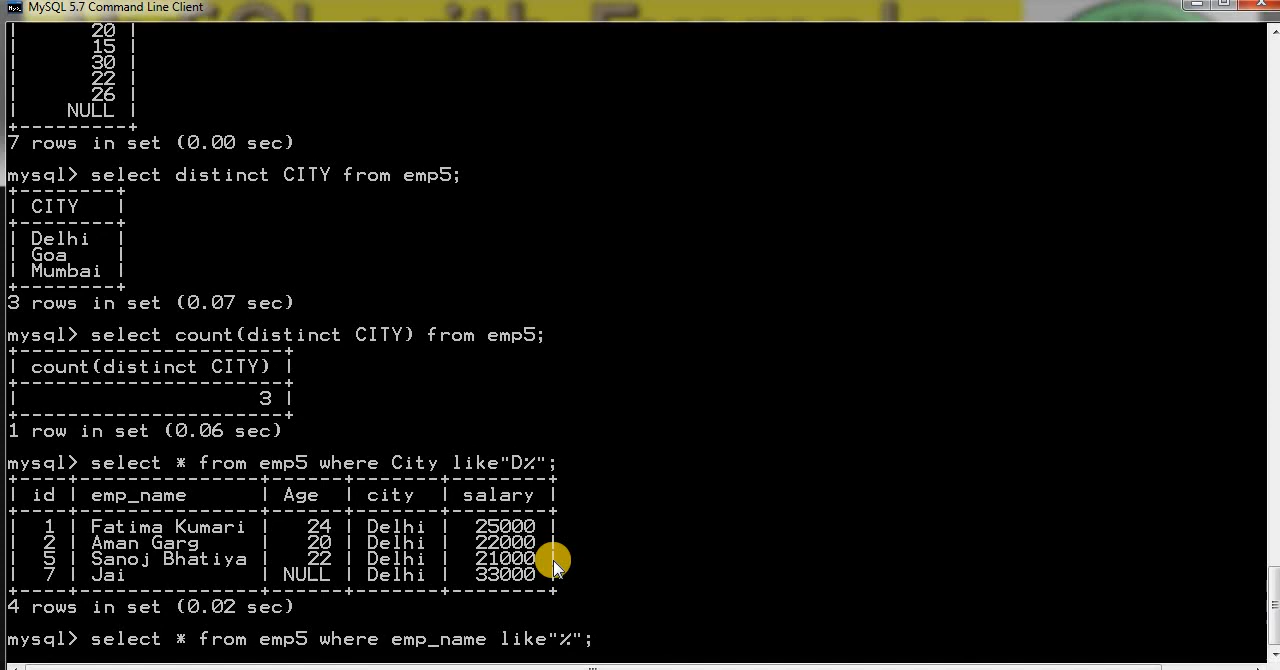 MySQL 5.7 Command Line Client
| 20 |
| 15 |
| 30 |
| 22 |
| 26 |
| NULL |
+---------+
7 rows in set (0.00 sec)
mysql> select distinct CITY from emp5;
+--------+
| CITY |
+--------+
| Delhi |
| Goa |
| Mumbai |
+--------+
3 rows in set (0.07 sec)
mysql> select count(distinct CITY) from emp5;
+----------------------+
| count(distinct CITY) |
+----------------------+
| 3 |
+----------------------+
1 row in set (0.06 sec)
mysql> select * from emp5 where City like"D%";
+----+---------------+------+-------+--------+
| id | emp_name | Age | city | salary |
+----+---------------+------+-------+--------+
| 1 | Fatima Kumari | 24 | Delhi | 25000 |
| 2 | Aman Garg | 20 | Delhi | 22000 |
| 5 | Sanoj Bhatiya | 22 | Delhi | 21000 |
| 7 | Jai | NULL | Delhi | 33000 |
+----+---------------+------+-------+--------+
4 rows in set (0.02 sec)
mysql> select * from emp5 where emp_name like"%";